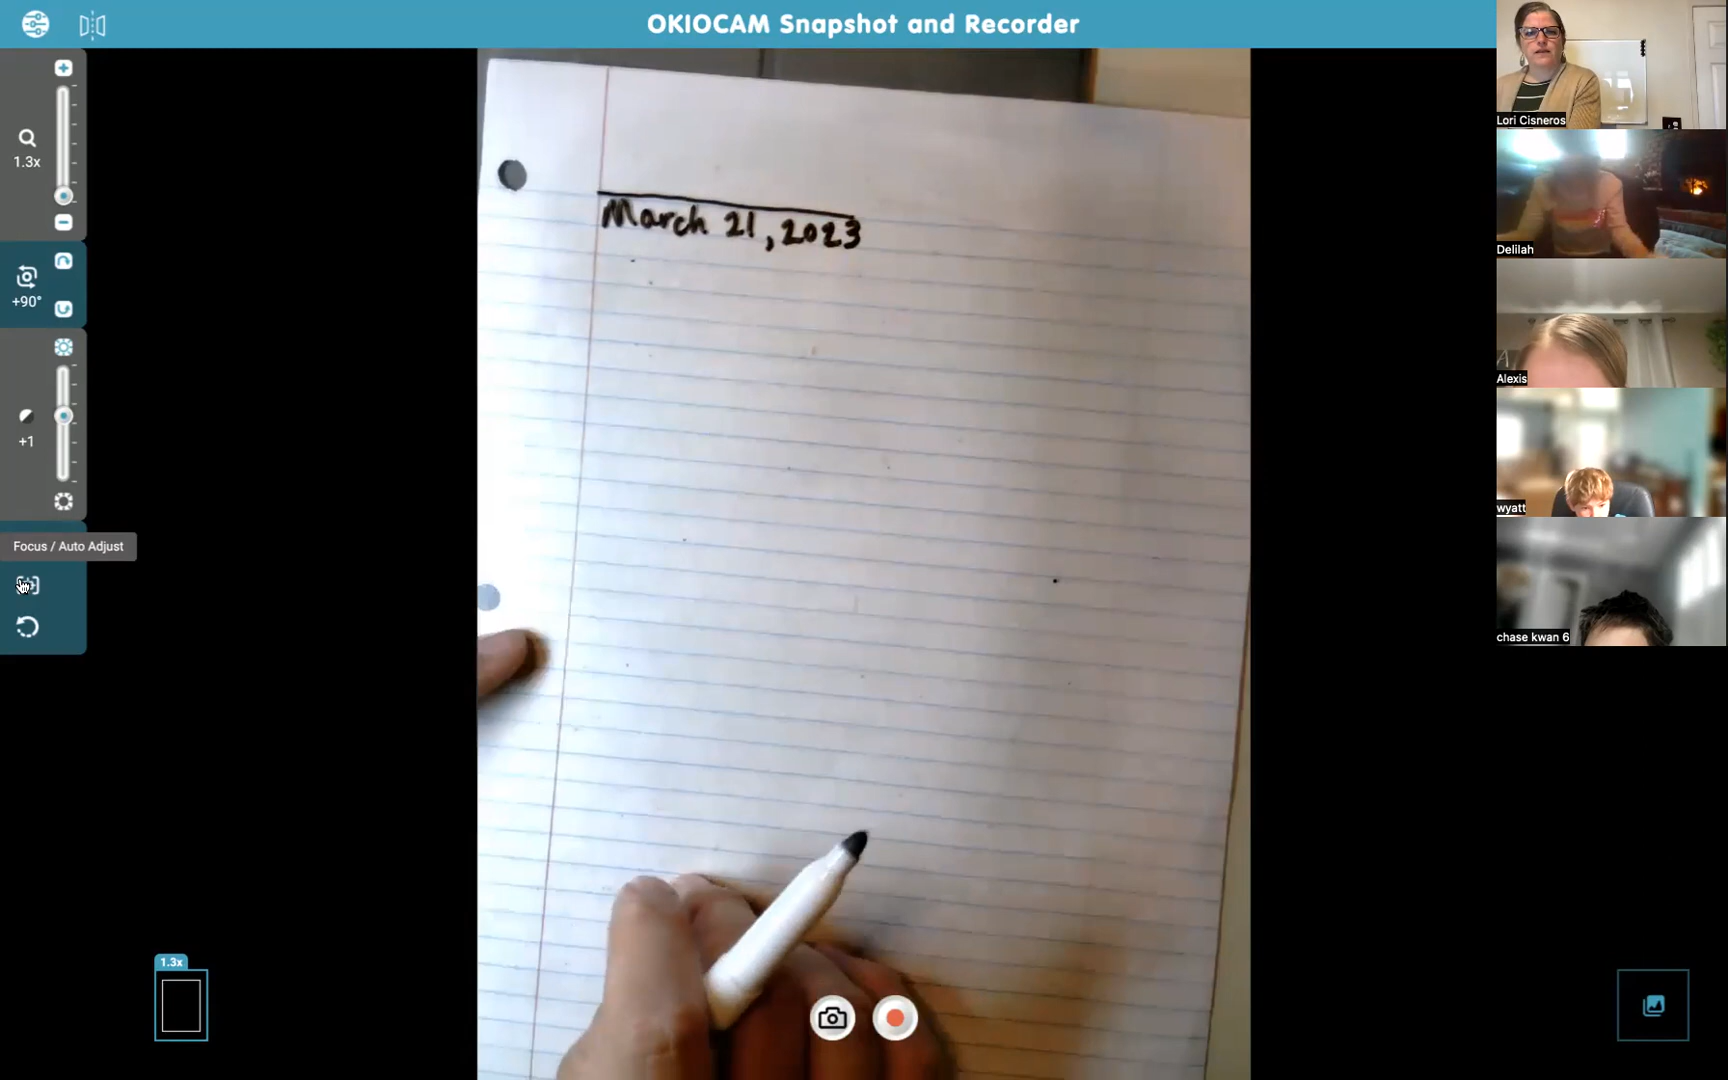 OKIOCAM Snapshot and Recorder
1.3x
+90°
+1
Focus / Auto Adjust
1.3x
March 21, 2023
Lori Cisneros
Delilah
Alexis
wyatt
chase kwan 6